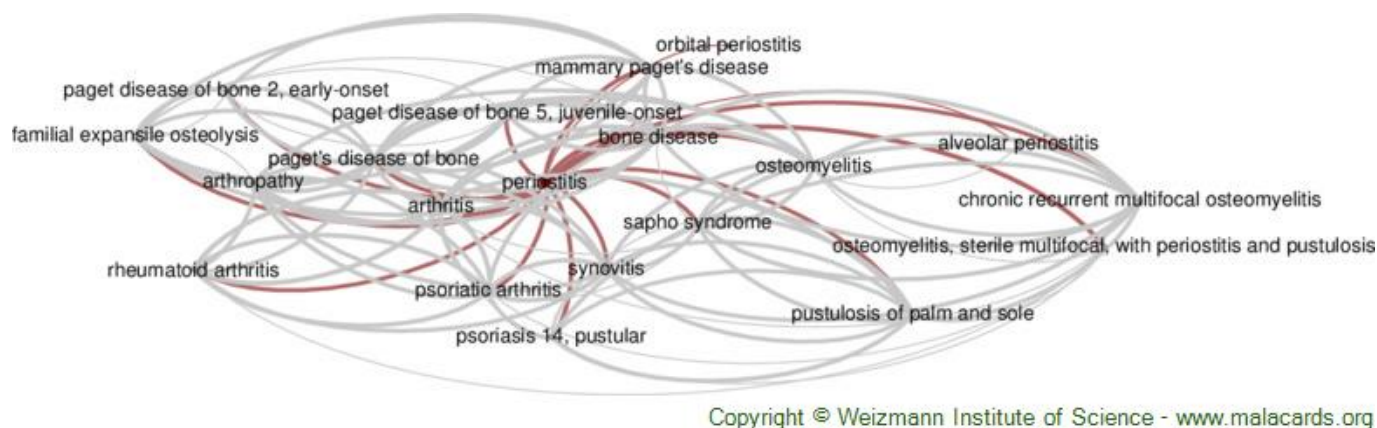 orbital periostitis
mammary paget's disease
paget disease of bone 2, early-onset
paget disease of bone 5, juvenile-onset
familial expansile osteolysis
bone disease
alveolar periostitis
paget's disease of bone
osteomyelitis
arthropathy
periostitis
chronic recurrent multifocal osteomyelitis
arthritis
sapho syndrome
osteomyelitis, sterile multifocal, with periostitis and pustulosis
rheumatoid arthritis
synovitis
psoriatic arthritis
pustulosis of palm and sole
psoriasis 14, pustular
Copyright © Weizmann Institute of Science - www.malacards.org